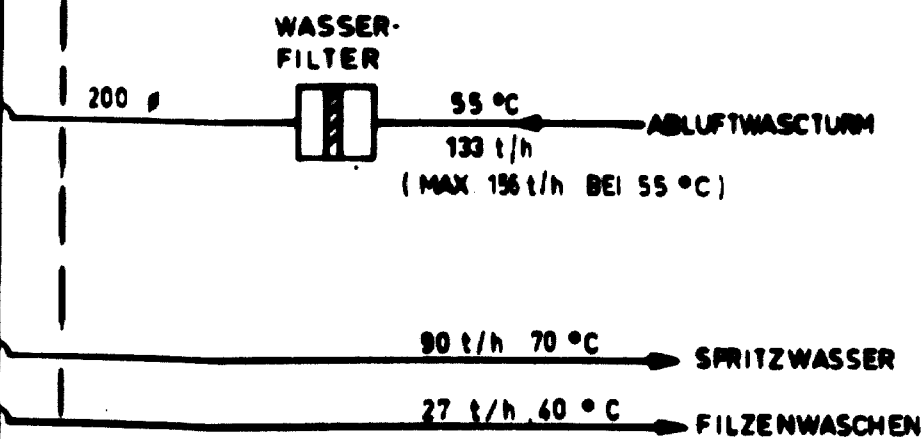 WASSER-
FILTER
200 ø
55 °C
ABLUFTWASCTURM
133 t/h
( MAX 156 t/h BEI 55 °C )
90 t/h 70 °C
SPRITZWASSER
27 t/h 40 °C
FILZENWASCHEN